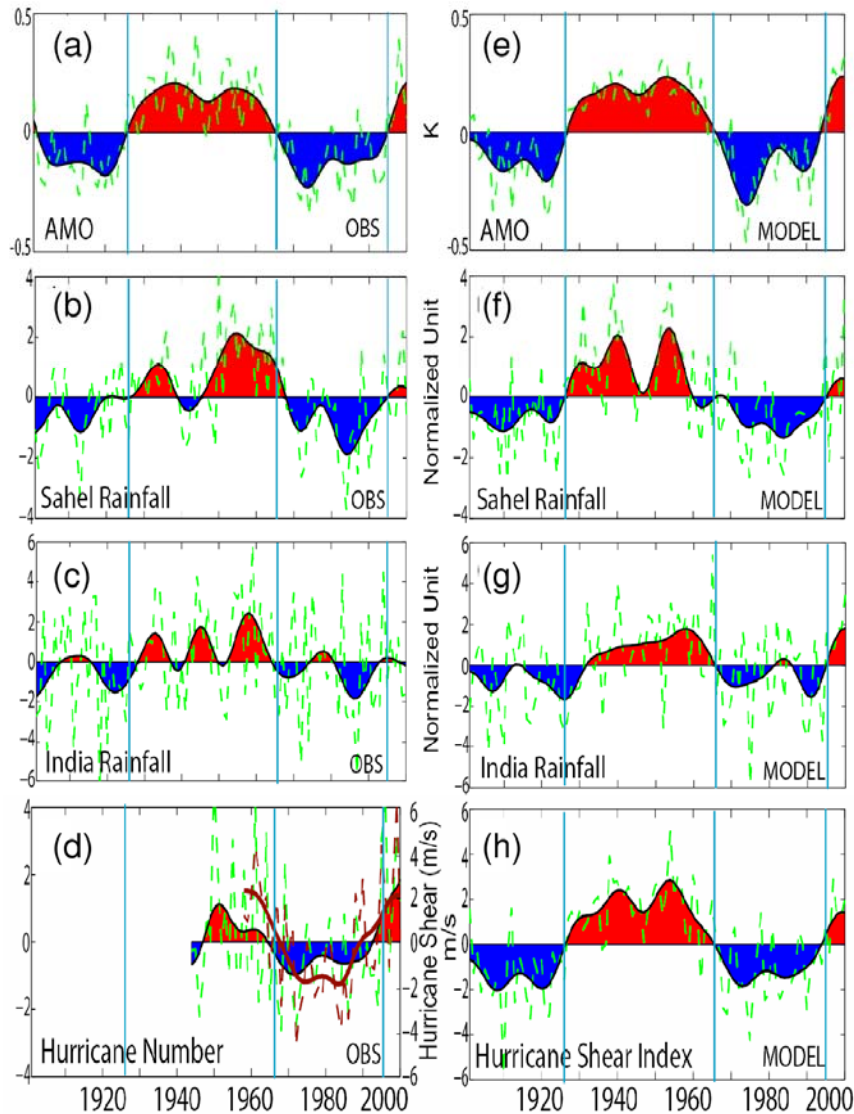 (a)
0.5
0
-0.5
AMO
OBS
(e)
0.5
0
-0.5
K
AMO
MODEL
(b)
4
2
0
−2
−4
Sahel Rainfall
OBS
(f)
4
2
0
−2
−4
Normalized Unit
Sahel Rainfall
MODEL
(c)
6
4
2
0
−2
−4
−6
India Rainfall
OBS
(g)
6
4
2
0
−2
−4
−6
Normalized Unit
India Rainfall
MODEL
(d)
4
2
0
−2
−4
Hurricane Number
OBS
6
4
2
0
−2
−4
−6
Hurricane Shear (m/s)
1920 1940 1960 1980 2000
(h)
6
4
2
0
−2
−4
−6
m/s
Hurricane Shear Index
MODEL
1920 1940 1960 1980 2000